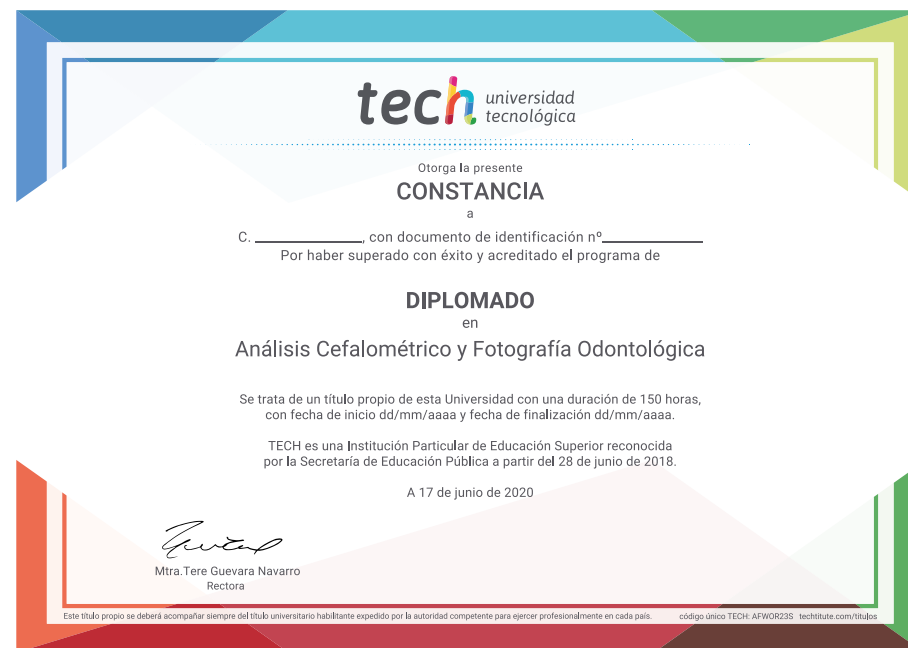 tech universidad
tecnológica
Otorga la presente
CONSTANCIA
a
C. ____________, con documento de identificación nº____________
Por haber superado con éxito y acreditado el programa de
DIPLOMADO
en
Análisis Cefalométrico y Fotografía Odontológica
Se trata de un título propio de esta Universidad con una duración de 150 horas,
con fecha de inicio dd/mm/aaaa y fecha de finalización dd/mm/aaaa.
TECH es una Institución Particular de Educación Superior reconocida
por la Secretaría de Educación Pública a partir del 28 de junio de 2018.
A 17 de junio de 2020
Mtra.Tere Guevara Navarro
Rectora
Este título propio se deberá acompañar siempre del título universitario habilitante expedido por la autoridad competente para ejercer profesionalmente en cada país. código único TECH: AFWOR23S techtitute.com/titulos